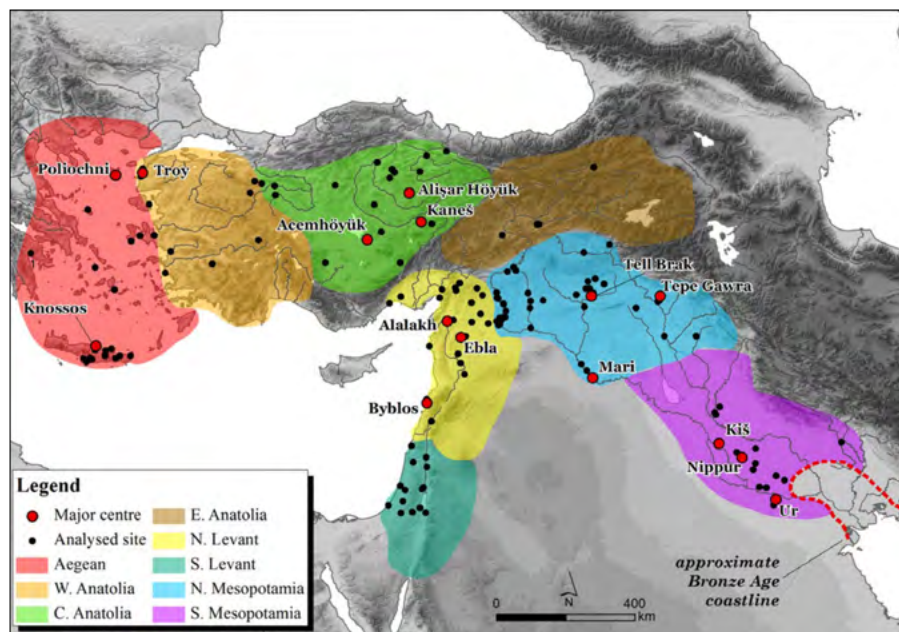 Poliochni
Troy
Alişar Höyük
Kaneš
Acemhöyük
Tell Brak
Tepe Gawra
Knossos
Alalakh
Ebla
Mari
Byblos
Kiš
Nippur
Ur
Legend
Major centre
Analysed site
Aegean
W. Anatolia
C. Anatolia
E. Anatolia
N. Levant
S. Levant
N. Mesopotamia
S. Mesopotamia
approximate
Bronze Age
coastline
N
0
400
km